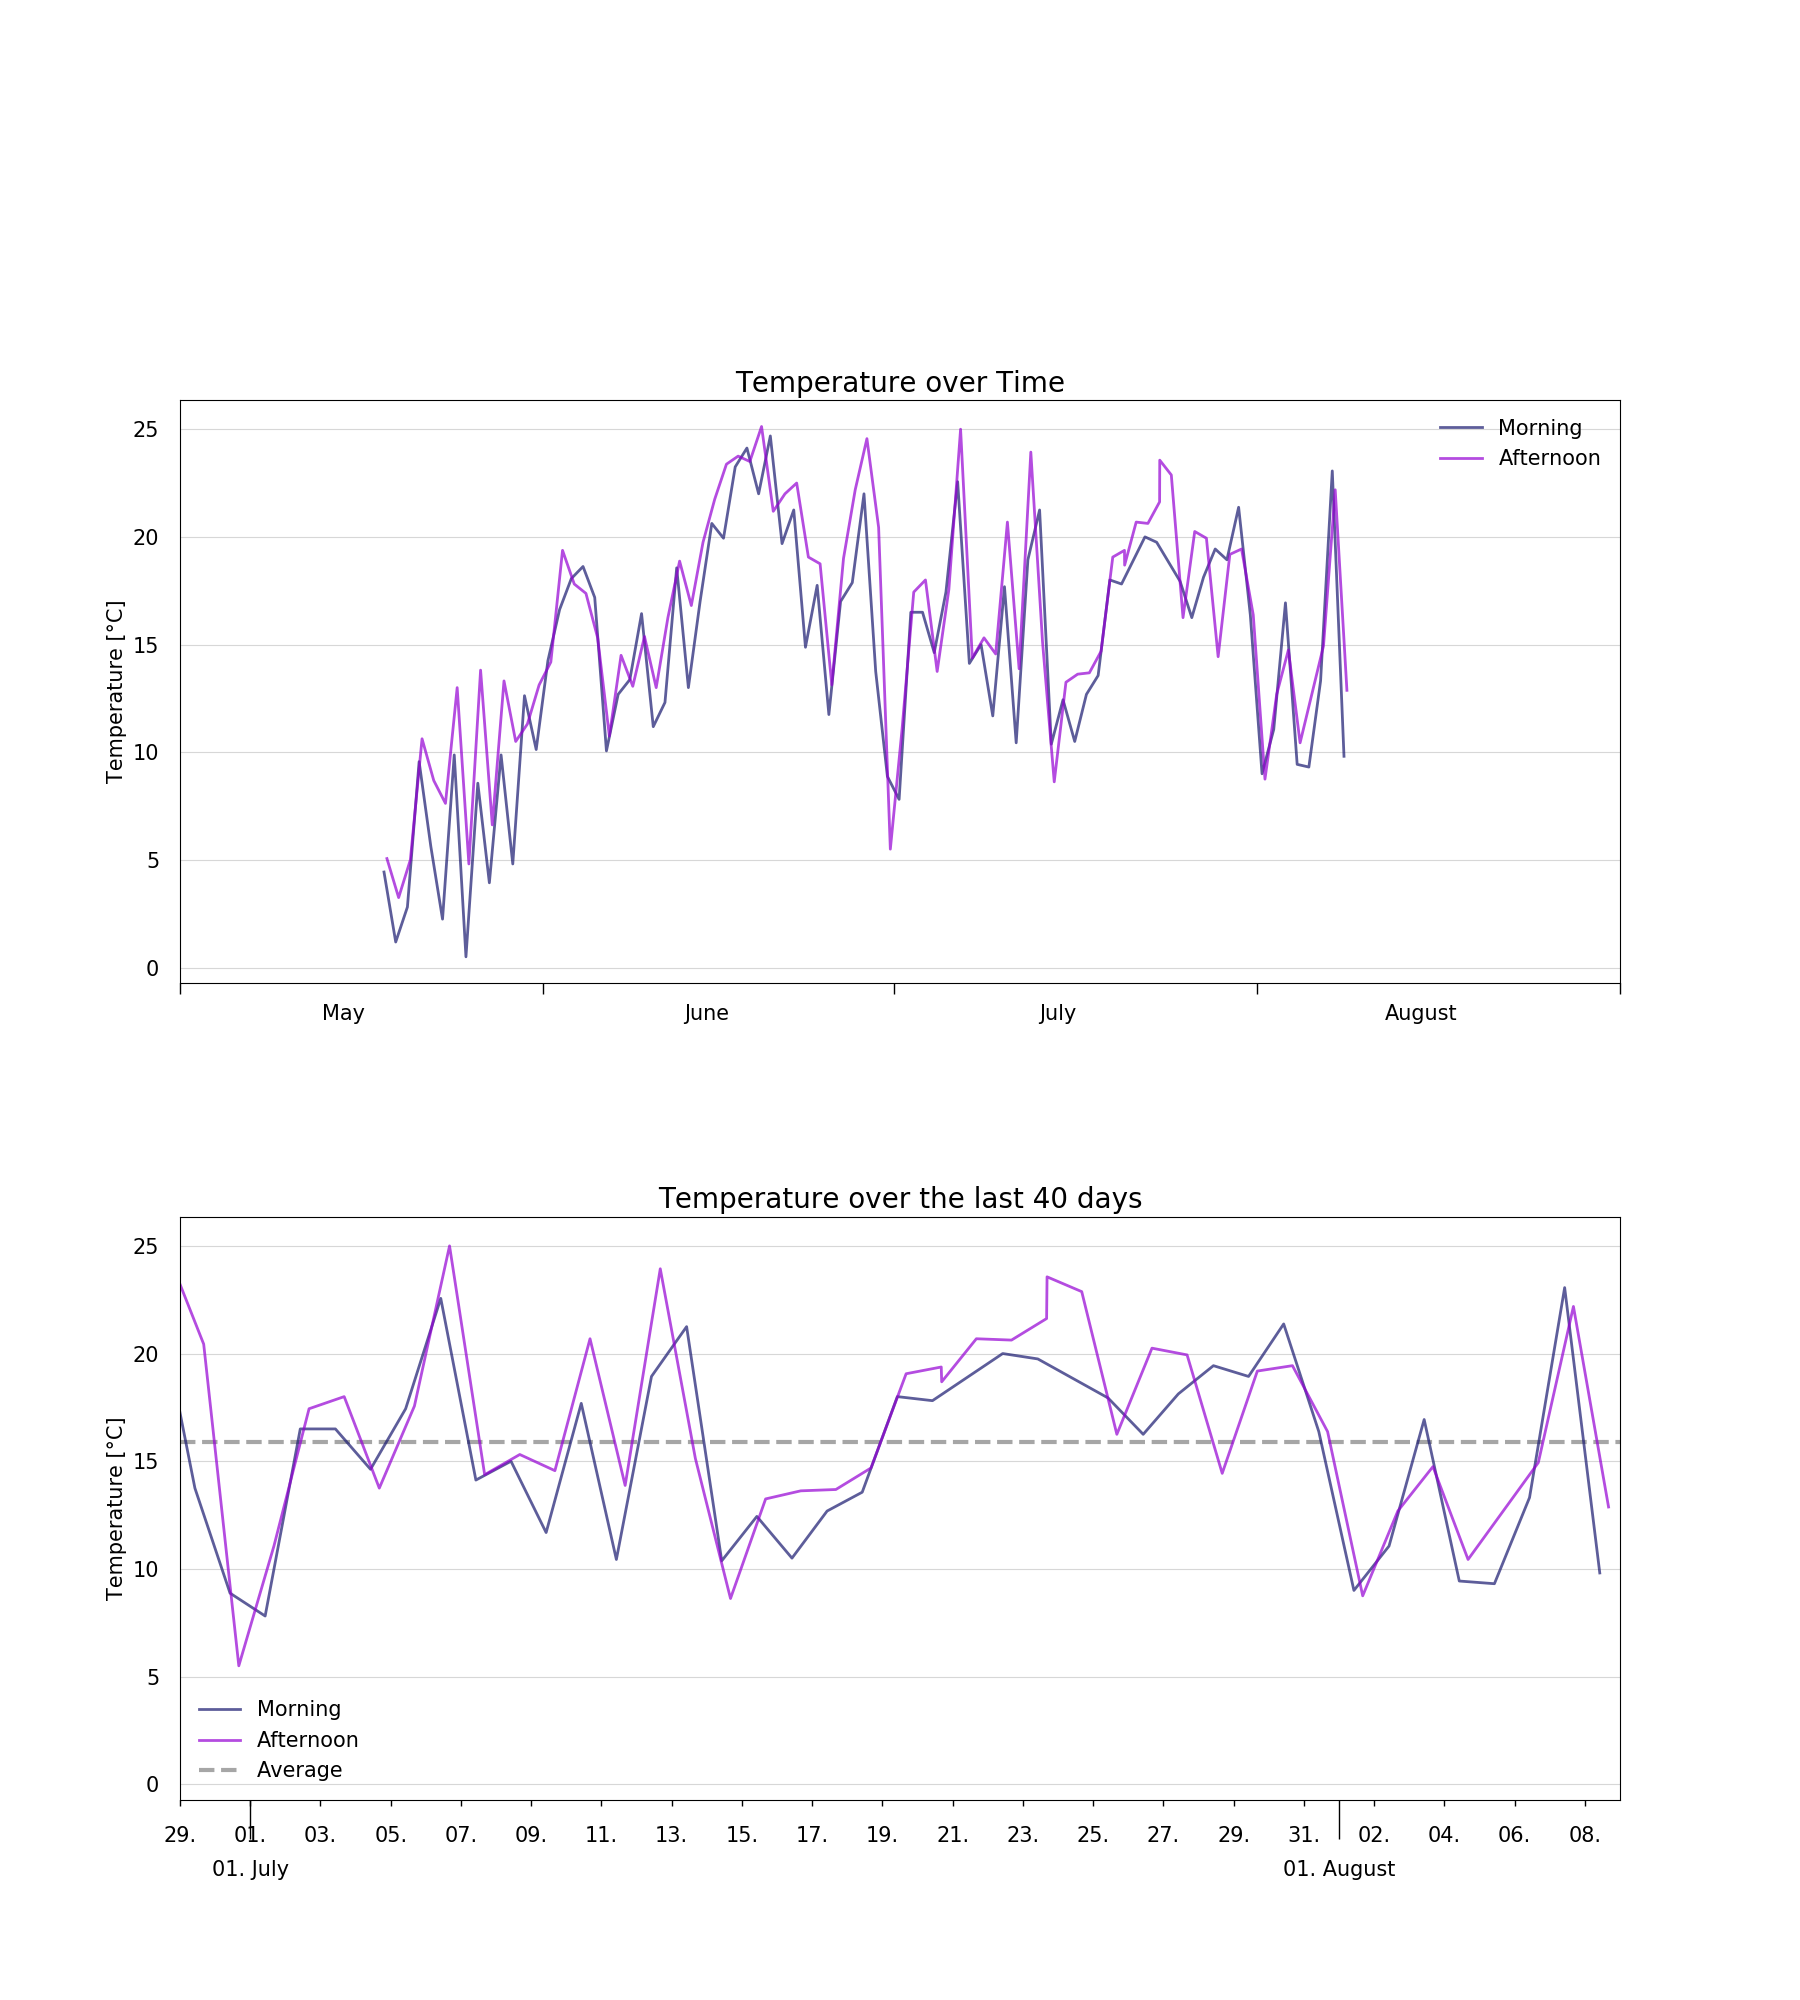 Temperature over Time
25
20
15
10
5
0
Temperature [°C]
Morning
Afternoon
May June July August
Temperature over the last 40 days
25
20
15
10
5
0
Temperature [°C]
Morning
Afternoon
Average
29. 01. 03. 05. 07. 09. 11. 13. 15. 17. 19. 21. 23. 25. 27. 29. 31. 02. 04. 06. 08.
01. July 01. August